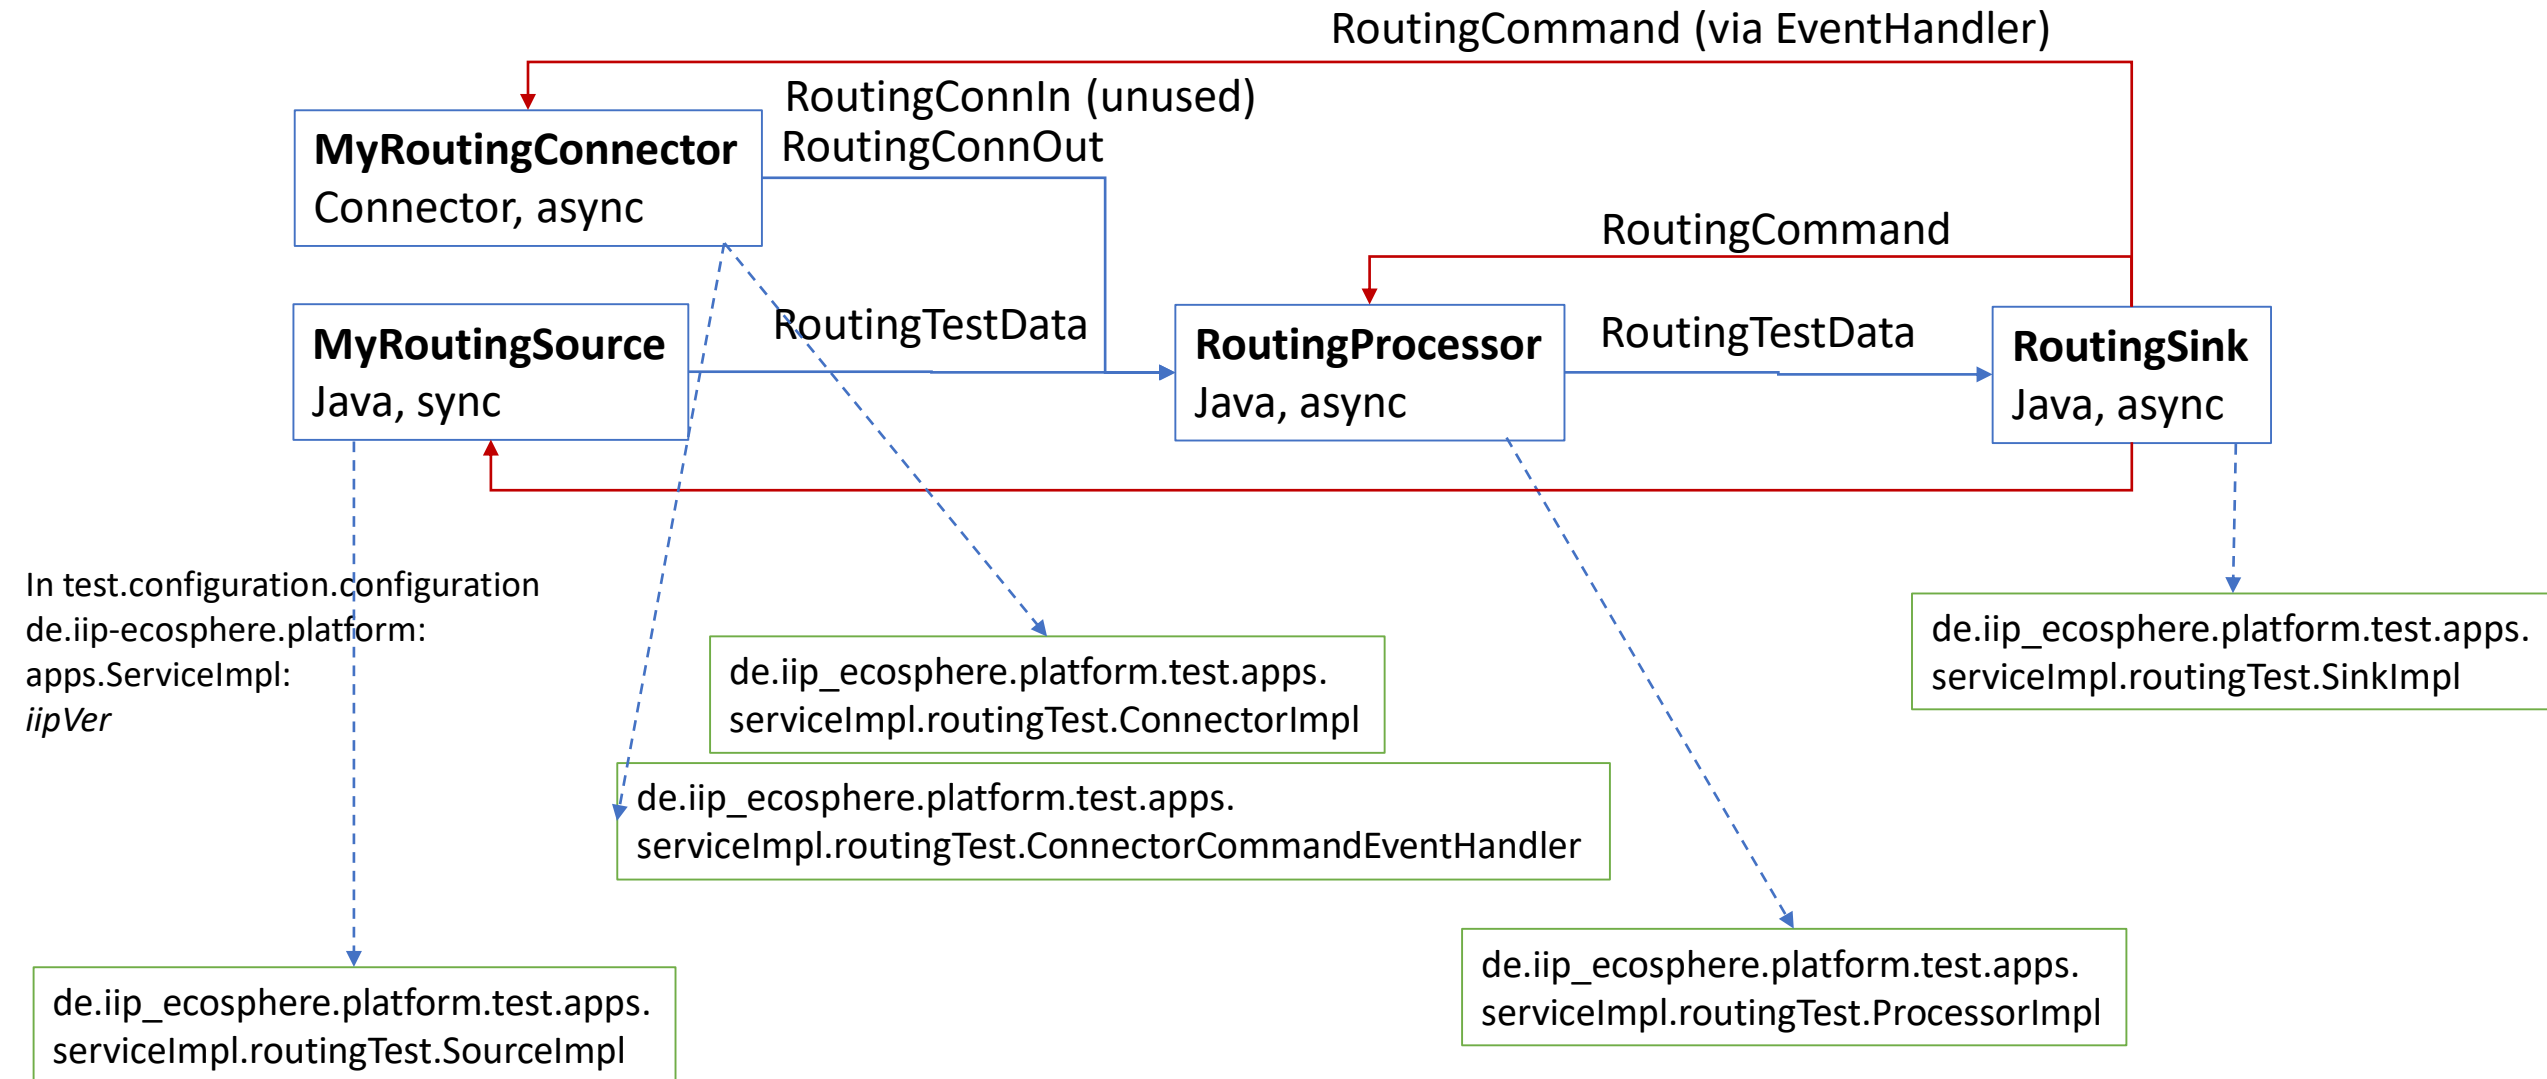 RoutingCommand (via EventHandler)
RoutingConnIn (unused)
RoutingConnOut
MyRoutingConnector
Connector, async
RoutingCommand
RoutingTestData
MyRoutingSource
Java, sync
RoutingProcessor
Java, async
RoutingTestData
RoutingSink
Java, async
In test.configuration.configuration
de.iip-ecosphere.platform:
apps.ServiceImpl:
iipVer
de.iip_ecosphere.platform.test.apps.
serviceImpl.routingTest.SinkImpl
de.iip_ecosphere.platform.test.apps.
serviceImpl.routingTest.ConnectorImpl
de.iip_ecosphere.platform.test.apps.
serviceImpl.routingTest.ConnectorCommandEventHandler
de.iip_ecosphere.platform.test.apps.
serviceImpl.routingTest.ProcessorImpl
de.iip_ecosphere.platform.test.apps.
serviceImpl.routingTest.SourceImpl